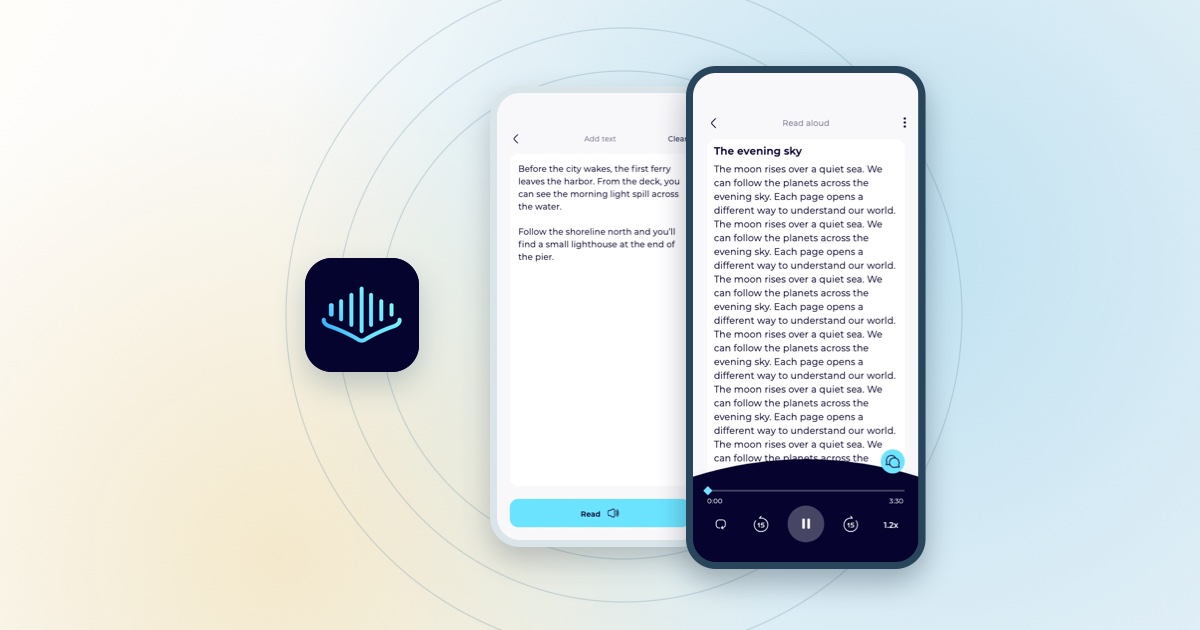 Add text
Clear
Before the city wakes, the first ferry
leaves the harbor. From the deck, you
can see the morning light spill across
the water.
Follow the shoreline north and you'll
find a small lighthouse at the end of
the pier.
Read
Read aloud
The evening sky
The moon rises over a quiet sea. We
can follow the planets across the
evening sky. Each page opens a
different way to understand our world.
The moon rises over a quiet sea. We
can follow the planets across the
evening sky. Each page opens a
different way to understand our world.
The moon rises over a quiet sea. We
can follow the planets across the
evening sky. Each page opens a
different way to understand our world.
The moon rises over a quiet sea. We
can follow the planets across the
evening sky. Each page opens a
different way to understand our world.
The moon rises over a quiet sea. We
can follow the planets across the
evening sky. Each page opens a
different way to understand our world.
The moon rises over a quiet sea. We
can follow the planets across the
0:00
3:30
15
15
1.2x